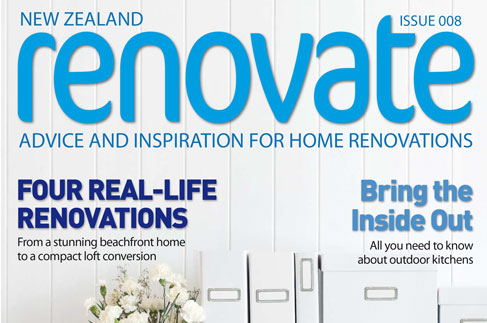 NEW ZEALAND
ISSUE 008
renovate
ADVICE AND INSPIRATION FOR HOME RENOVATIONS
FOUR REAL-LIFE
RENOVATIONS
From a stunning beachfront home
to a compact loft conversion
Bring the
Inside Out
All you need to know
about outdoor kitchens